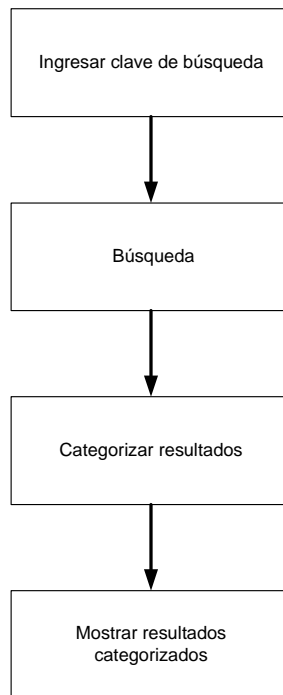 Ingresar clave de búsqueda
Búsqueda
Categorizar resultados
Mostrar resultados
categorizados